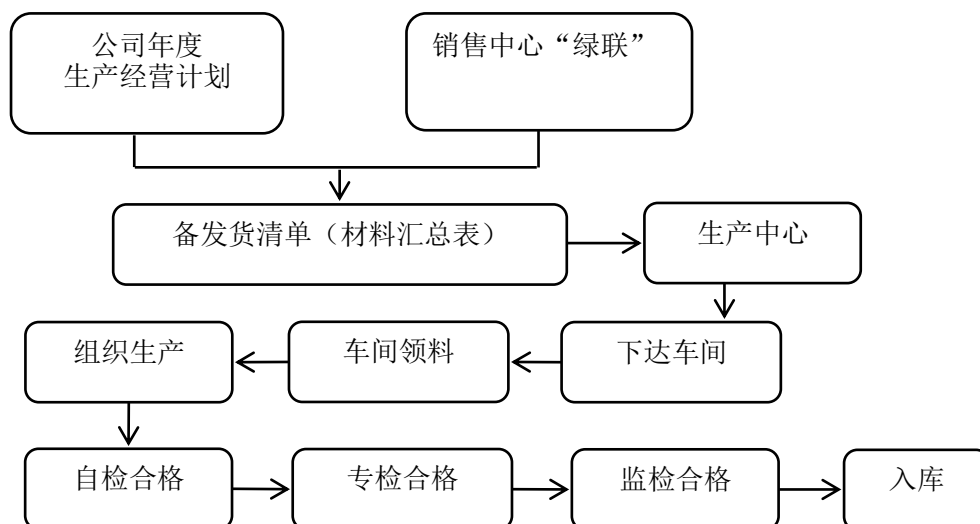 公司年度
生产经营计划
销售中心“绿联”
备发货清单（材料汇总表）
生产中心
下达车间
车间领料
组织生产
自检合格
专检合格
监检合格
入库